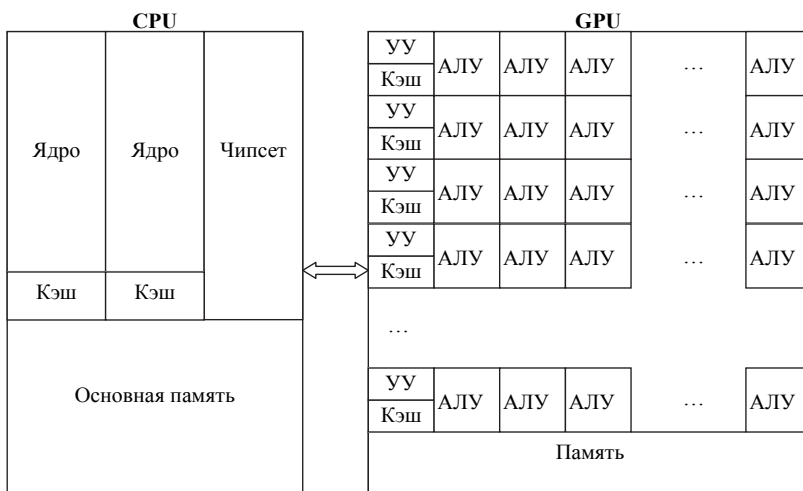 CPU
GPU
Ядро
Ядро
Чипсет
Кэш
Кэш
Основная память
УУ
Кэш
АЛУ АЛУ АЛУ … АЛУ
УУ
Кэш
АЛУ АЛУ АЛУ … АЛУ
УУ
Кэш
АЛУ АЛУ АЛУ … АЛУ
УУ
Кэш
АЛУ АЛУ АЛУ … АЛУ
…
УУ
Кэш
АЛУ АЛУ АЛУ … АЛУ
Память